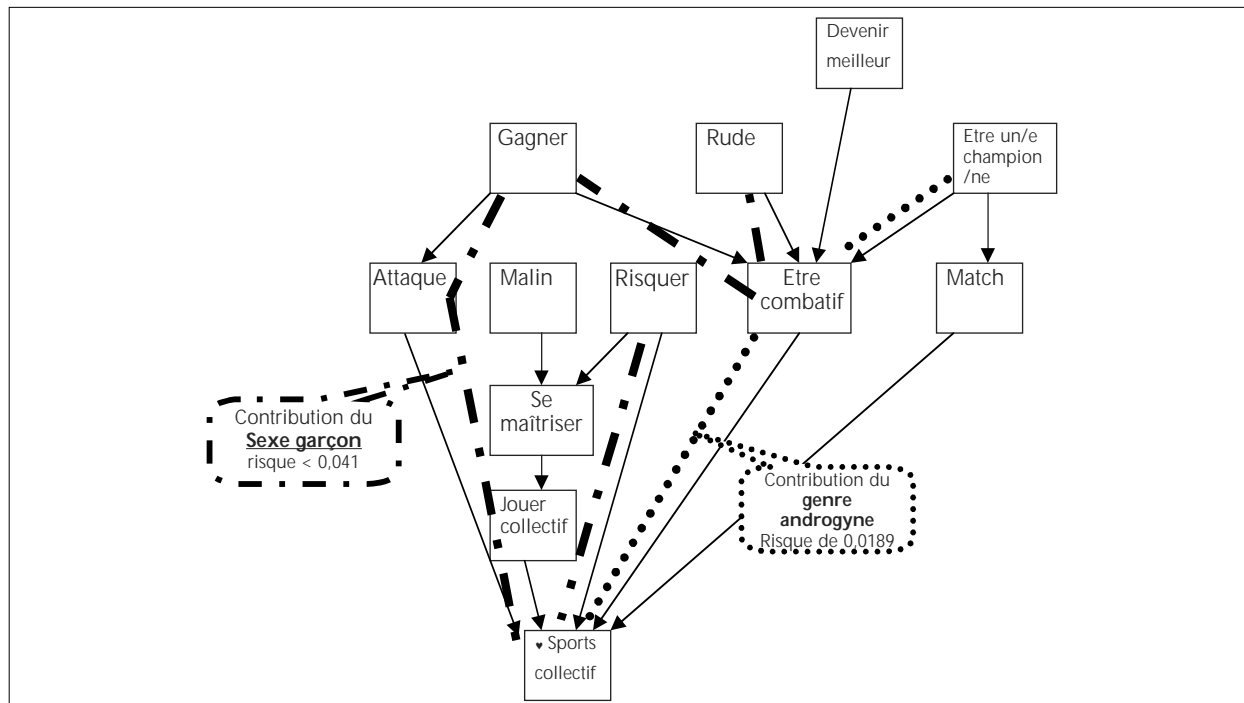 Devenir
meilleur
Gagner
Rude
Etre un/e
champion
/ne
Attaque
Malin
Risquer
Etre
combatif
Match
Se
maîtriser
Contribution du
Sexe garçon
risque < 0,041
Jouer
collectif
Contribution du
genre
androgyne
Risque de 0,0189
♥ Sports
collectif